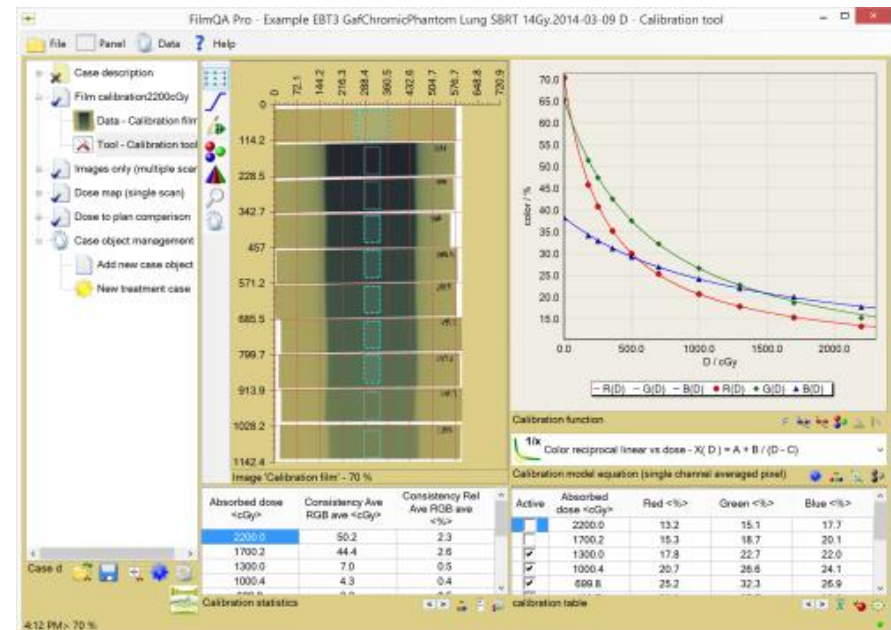 FilmQA Pro - Example EBT3 GafChromicPhantom Lung SBRT 14Gy.2014-03-09 D - Calibration tool
File Panel Data ? Help
Case description
Film calibration2200cGy
Data - Calibration film
Tool - Calibration tool
Images only (multiple scar
Dose map (single scan)
Dose to plan comparison
Case object management
Add new case object
New treatment case
Case d
4:12 PM> 70 %
0 72.1 144.2 216.3 288.4 360.5 432.6 504.7 576.7 648.8 720.9
0
114.2
228.5
342.7
457
571.2
685.5
799.7
913.9
1028.2
1142.4
Image 'Calibration film' - 70 %
70.0
65.0
60.0
55.0
50.0
45.0
40.0
35.0
30.0
25.0
20.0
15.0
color / %
0.0 500.0 1000.0 1500.0 2000.0
D / cGy
R(D) G(D) B(D) R(D) G(D) B(D)
Calibration function
1/x
Color reciprocal linear vs dose - X( D ) = A + B / (D - C)
Calibration model equation (single channel averaged pixel)
Absorbed dose <cGy> Consistency Ave RGB ave <cGy> Consistency Rel Ave RGB ave <%>
2200.0 50.2 2.3
1700.2 44.4 2.6
1300.0 7.0 0.5
1000.4 4.3 0.4
Calibration statistics
Active Absorbed dose <cGy> Red <%> Green <%> Blue <%>
2200.0 13.2 15.1 17.7
1700.2 15.3 18.7 20.1
1300.0 17.8 22.7 22.0
1000.4 20.7 26.6 24.1
699.8 25.2 32.3 26.9
calibration table